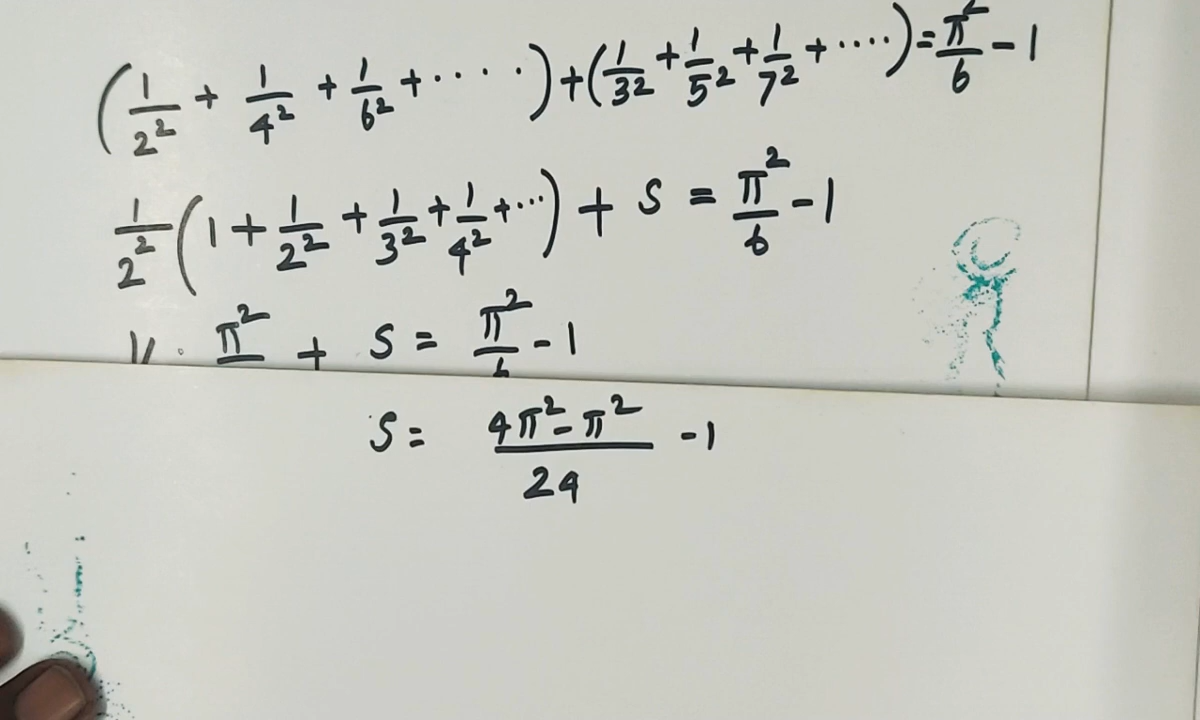 (1/2² + 1/4² + 1/6² + ·····) + (1/3² + 1/5² + 1/7² + ····) = π²/6 - 1
1/2² (1 + 1/2² + 1/3² + 1/4² + ···) + S = π²/6 - 1
π² + S = π²/6 - 1
S = (4π² - π²)/24 - 1